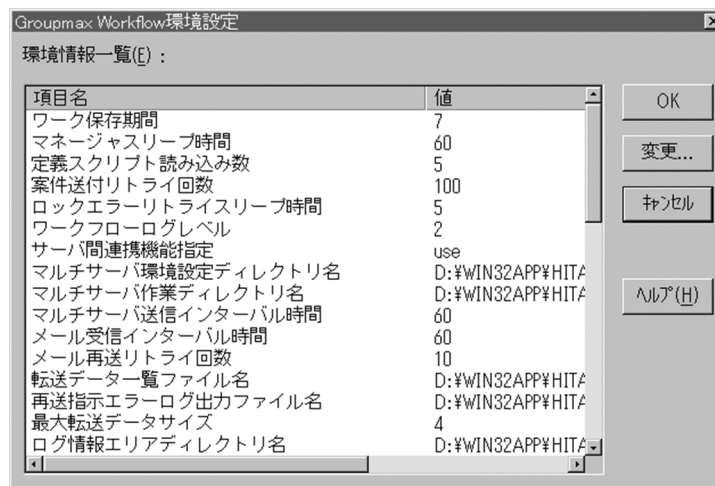 Groupmax Workflow環境設定
環境情報一覧(E)：
項目名 値
ワーク保存期間 7
マネージャスリープ時間 60
定義スクリプト読み込み数 5
案件送付リトライ回数 100
ロックエラーリトライスリープ時間 5
ワークフローログレベル 2
サーバ間連携機能指定 use
マルチサーバ環境設定ディレクトリ名 D:¥WIN32APP¥HITA
マルチサーバ作業ディレクトリ名 D:¥WIN32APP¥HITA
マルチサーバ送信インターバル時間 60
メール受信インターバル時間 60
メール再送リトライ回数 10
転送データ一覧ファイル名 D:¥WIN32APP¥HITA
再送指示エラーログ出力ファイル名 D:¥WIN32APP¥HITA
最大転送データサイズ 4
ログ情報エリアディレクトリ名 D:¥WIN32APP¥HITA
OK
変更...
ｷｬﾝｾﾙ
ﾍﾙﾌﾟ(H)